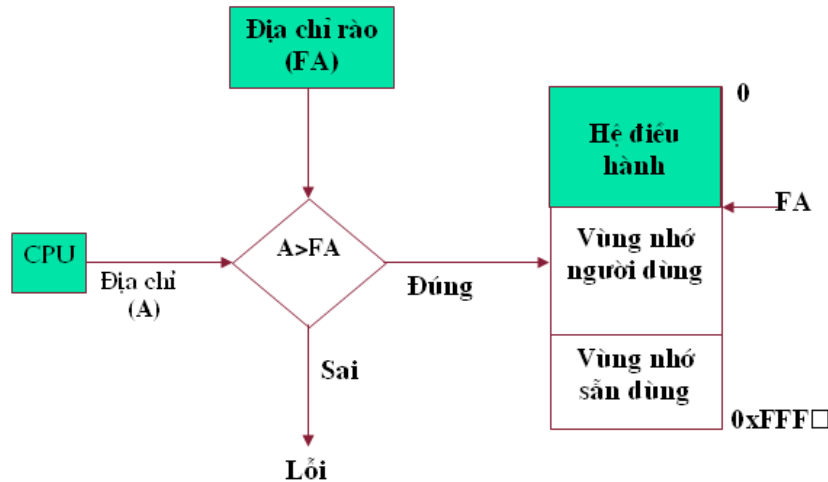 Địa chỉ rào
(FA)
0
Hệ điều
hành
FA
CPU
A>FA
Vùng nhớ
người dùng
Địa chỉ
(A)
Đúng
Sai
Vùng nhớ
sẵn dùng
0xFFF□
Lỗi